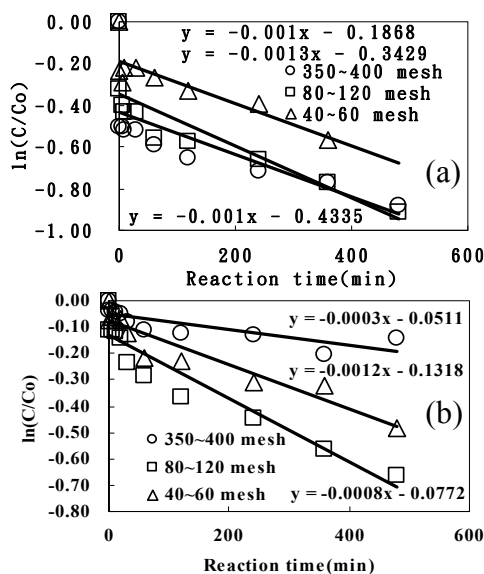 y = -0.001x - 0.1868
y = -0.0013x - 0.3429
350~400 mesh
80~120 mesh
40~60 mesh
0.00
-0.20
-0.40
-0.60
-0.80
-1.00
ln(C/Co)
(a)
y = -0.001x - 0.4335
0 200 400 600
Reaction time(min)
0.00
-0.10
-0.20
-0.30
-0.40
-0.50
-0.60
-0.70
-0.80
ln(C/Co)
y = -0.0003x - 0.0511
y = -0.0012x - 0.1318
(b)
350~400 mesh
80~120 mesh
40~60 mesh
y = -0.0008x - 0.0772
0 200 400 600
Reaction time(min)